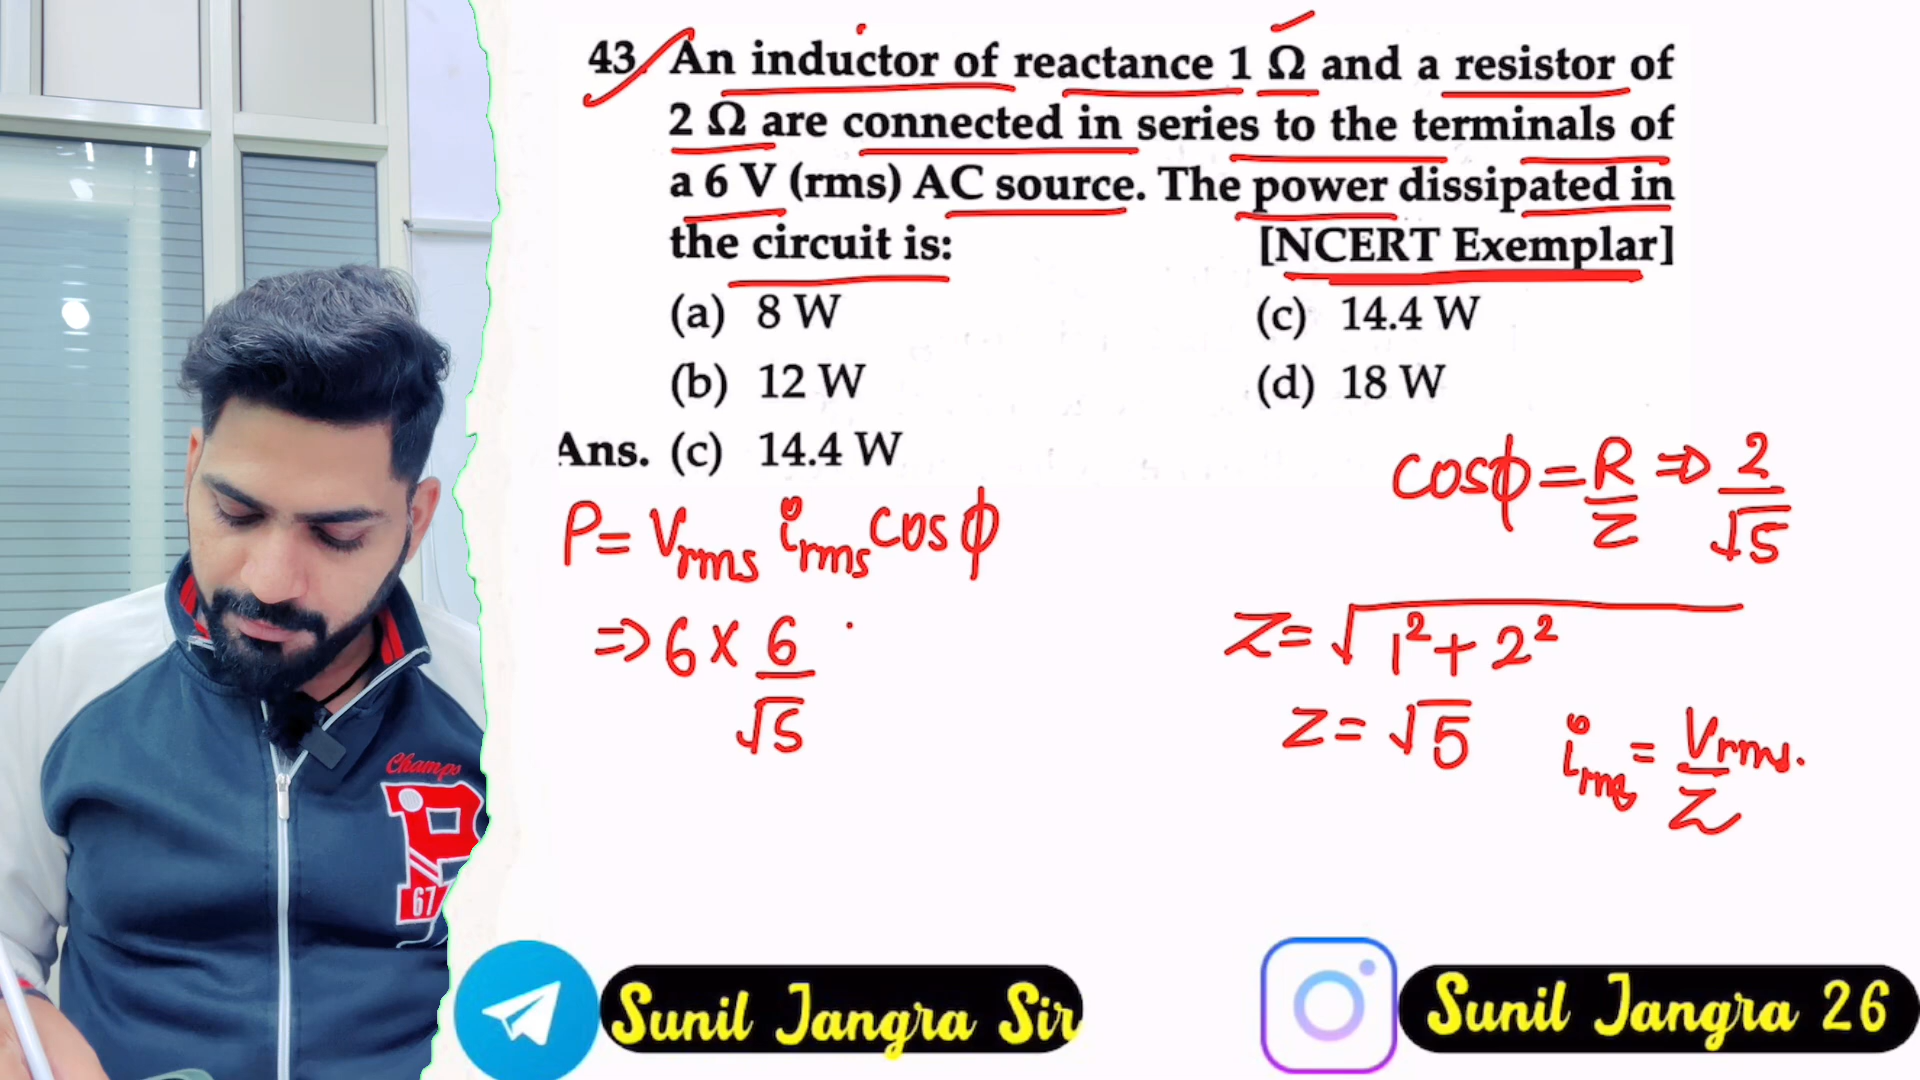 43. An inductor of reactance 1 Ω and a resistor of
2 Ω are connected in series to the terminals of
a 6 V (rms) AC source. The power dissipated in
the circuit is: [NCERT Exemplar]
(a) 8 W (c) 14.4 W
(b) 12 W (d) 18 W
Ans. (c) 14.4 W
cosϕ = R/Z ⇒ 2/√5
P = Vrms irms cos ϕ
⇒ 6 × 6/√5 ·
Z = √1² + 2²
Z = √5
irms = Vrms./Z
Champs
67
Sunil Jangra Sir
Sunil Jangra 26